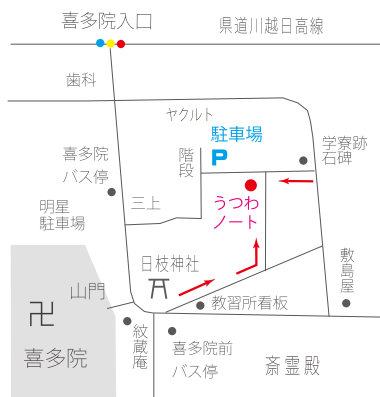 喜多院入口
県道川越日高線
歯科
ヤクルト
駐車場
P
階段
学寮跡
石碑
喜多院
バス停
三上
うつわ
ノート
明星
駐車場
日枝神社
敷島屋
山門
教習所看板
卍
喜多院
紋蔵庵
喜多院前
バス停
斎霊殿